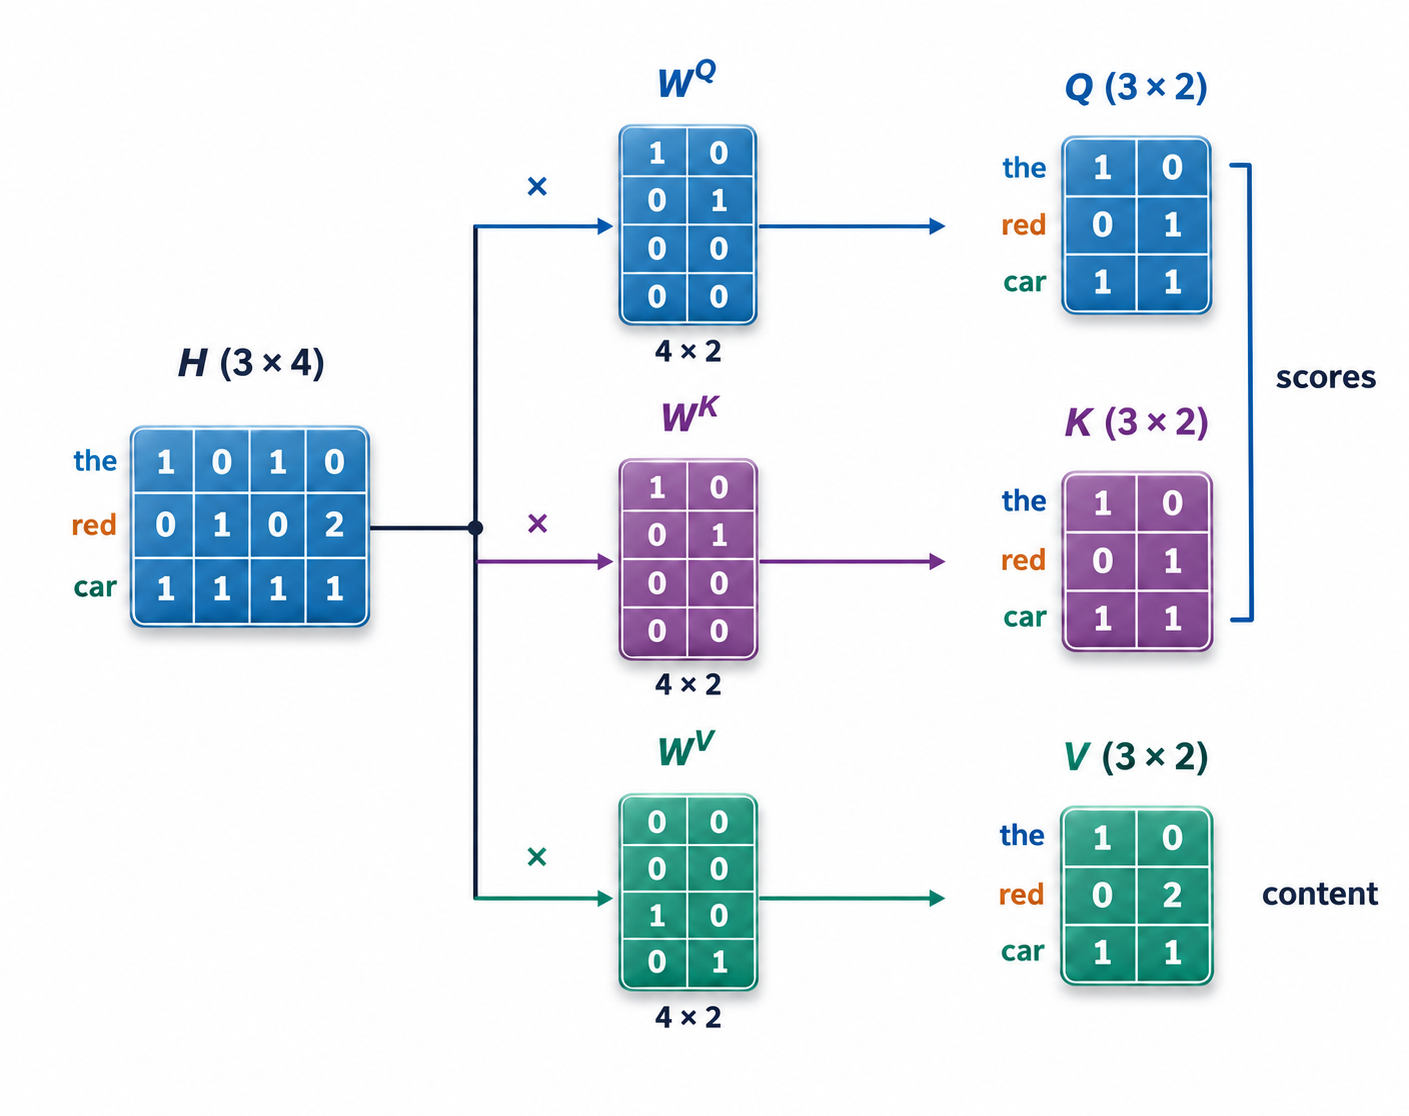 H (3 × 4)
the 1 0 1 0
red 0 1 0 2
car 1 1 1 1
×
W^Q
1 0
0 1
0 0
0 0
4 × 2
Q (3 × 2)
the 1 0
red 0 1
car 1 1
×
W^K
1 0
0 1
0 0
0 0
4 × 2
K (3 × 2)
the 1 0
red 0 1
car 1 1
scores
×
W^V
0 0
0 0
1 0
0 1
4 × 2
V (3 × 2)
the 1 0
red 0 2
car 1 1
content